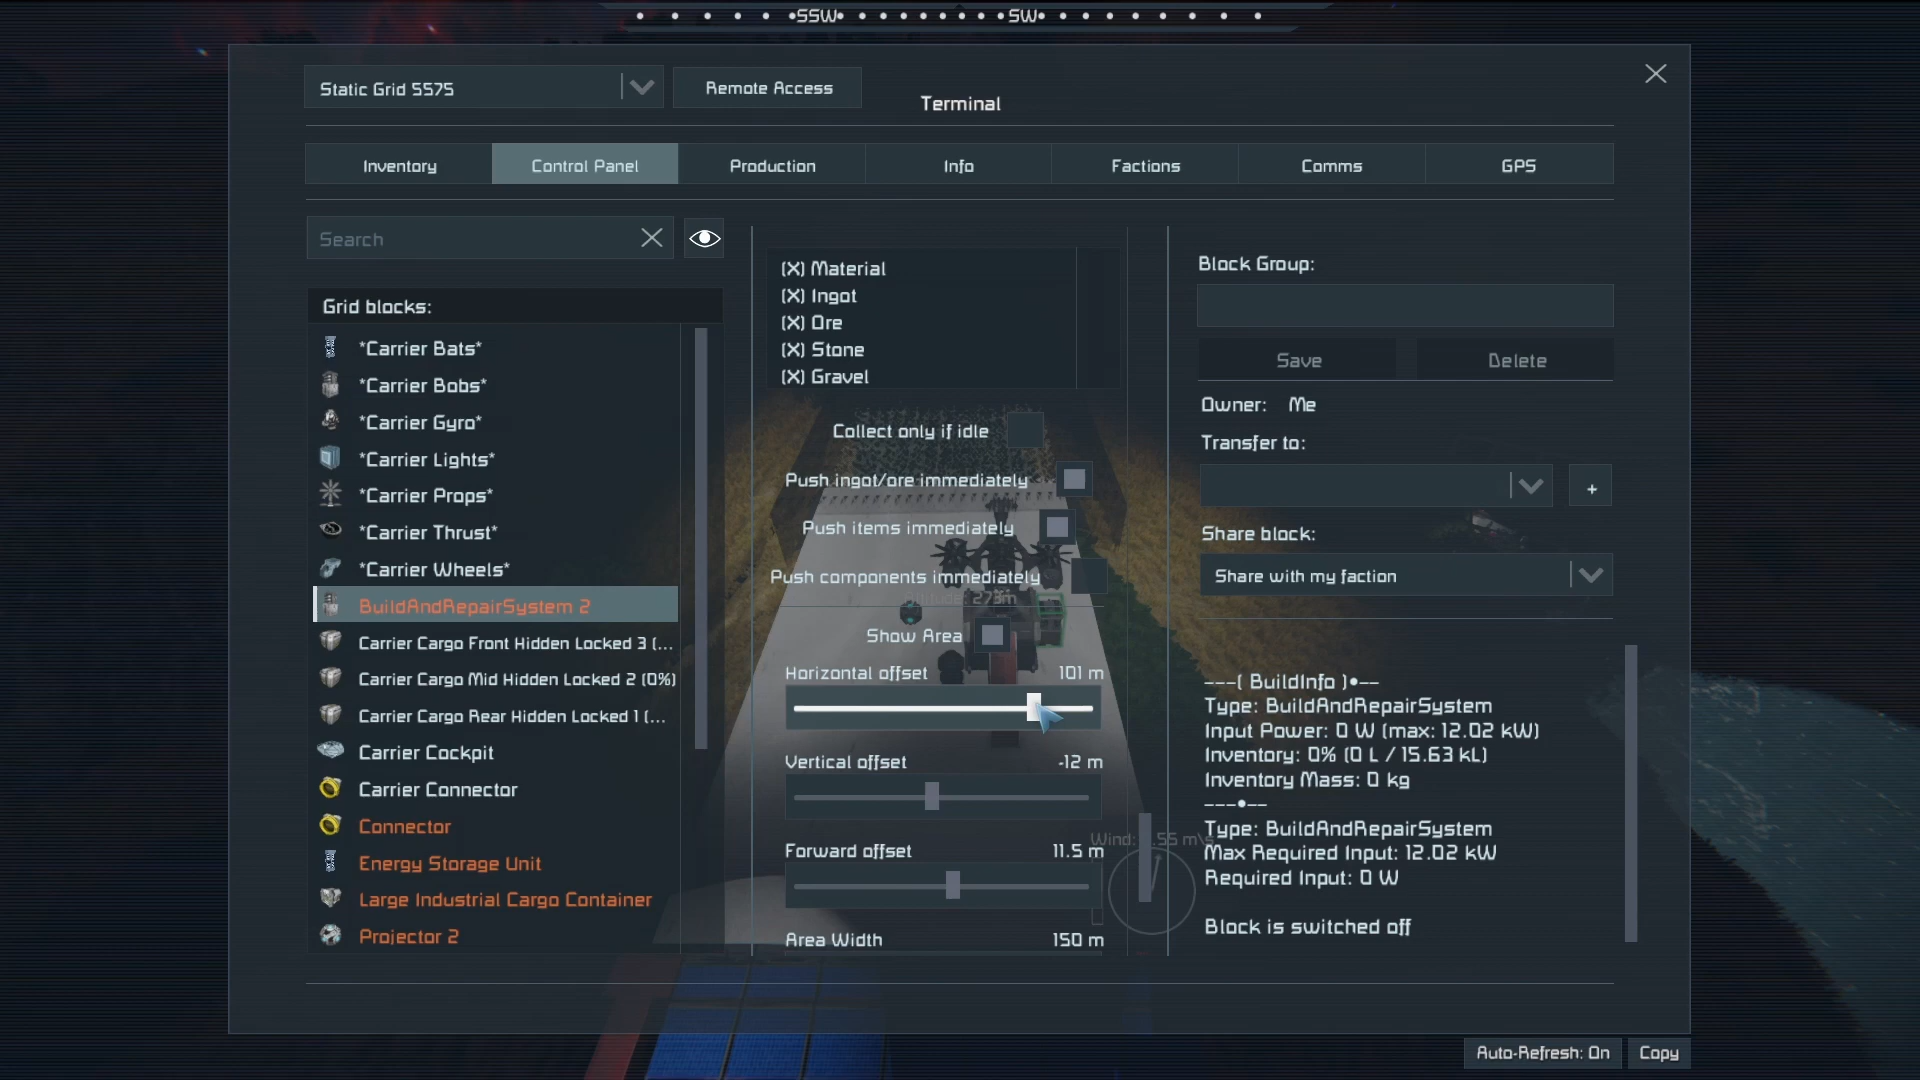 SSW
SW
Static Grid 5575
Remote Access
Terminal
Inventory
Control Panel
Production
Info
Factions
Comms
GPS
Search
Grid blocks:
*Carrier Bats*
*Carrier Bobs*
*Carrier Gyro*
*Carrier Lights*
*Carrier Props*
*Carrier Thrust*
*Carrier Wheels*
BuildAndRepairSystem 2
Carrier Cargo Front Hidden Locked 3 (...
Carrier Cargo Mid Hidden Locked 2 (0%)
Carrier Cargo Rear Hidden Locked 1 (...
Carrier Cockpit
Carrier Connector
Connector
Energy Storage Unit
Large Industrial Cargo Container
Projector 2
(X) Material
(X) Ingot
(X) Ore
(X) Stone
(X) Gravel
Collect only if idle
Push ingot/ore immediately
Push items immediately
Push components immediately
Altitude: 273m
Show Area
Horizontal offset 101 m
Vertical offset -12 m
Forward offset 11.5 m
Area Width 150 m
Wind: .55 m/s
Block Group:
Save
Delete
Owner: Me
Transfer to:
+
Share block:
Share with my faction
---( BuildInfo )•--
Type: BuildAndRepairSystem
Input Power: 0 W (max: 12.02 kW)
Inventory: 0% (0 L / 15.63 kL)
Inventory Mass: 0 kg
---•--
Type: BuildAndRepairSystem
Max Required Input: 12.02 kW
Required Input: 0 W
Block is switched off
Auto-Refresh: On
Copy